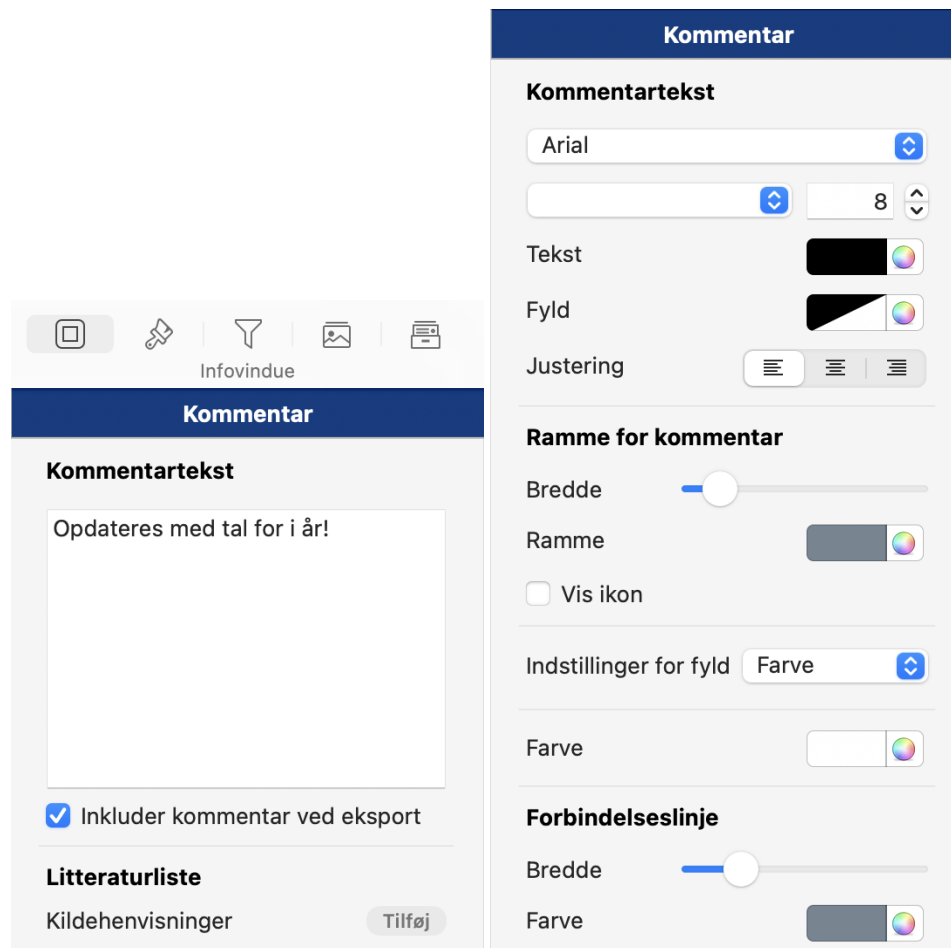 Infovindue
Kommentar
Kommentartekst
Opdateres med tal for i år!
Inkluder kommentar ved eksport
Litteraturliste
Kildehenvisninger Tilføj
Kommentar
Kommentartekst
Arial
8
Tekst
Fyld
Justering
Ramme for kommentar
Bredde
Ramme
Vis ikon
Indstillinger for fyld Farve
Farve
Forbindelseslinje
Bredde
Farve